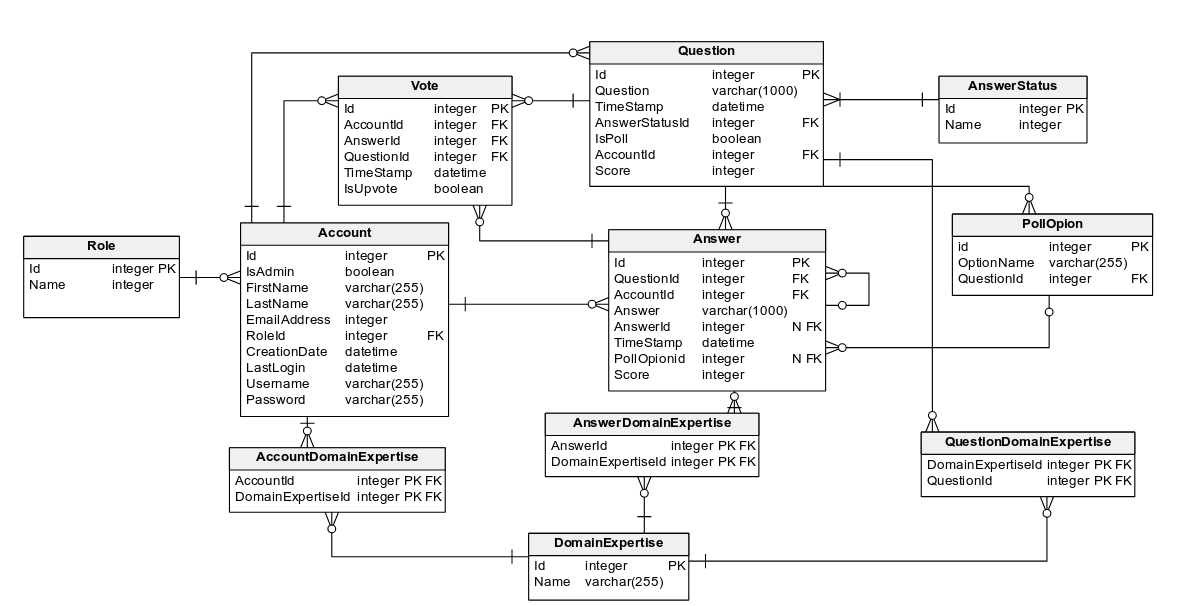 Question
Id integer PK
Question varchar(1000)
TimeStamp datetime
AnswerStatusId integer FK
IsPoll boolean
AccountId integer FK
Score integer
Vote
Id integer PK
AccountId integer FK
AnswerId integer FK
QuestionId integer FK
TimeStamp datetime
IsUpvote boolean
AnswerStatus
Id integer PK
Name integer
Role
Id integer PK
Name integer
Account
Id integer PK
IsAdmin boolean
FirstName varchar(255)
LastName varchar(255)
EmailAddress integer
RoleId integer FK
CreationDate datetime
LastLogin datetime
Username varchar(255)
Password varchar(255)
Answer
Id integer PK
QuestionId integer FK
AccountId integer FK
Answer varchar(1000)
AnswerId integer N FK
TimeStamp datetime
PollOpionid integer N FK
Score integer
PollOpion
id integer PK
OptionName varchar(255)
QuestionId integer FK
AccountDomainExpertise
AccountId integer PK FK
DomainExpertiseId integer PK FK
AnswerDomainExpertise
AnswerId integer PK FK
DomainExpertiseId integer PK FK
QuestionDomainExpertise
DomainExpertiseId integer PK FK
QuestionId integer PK FK
DomainExpertise
Id integer PK
Name varchar(255)